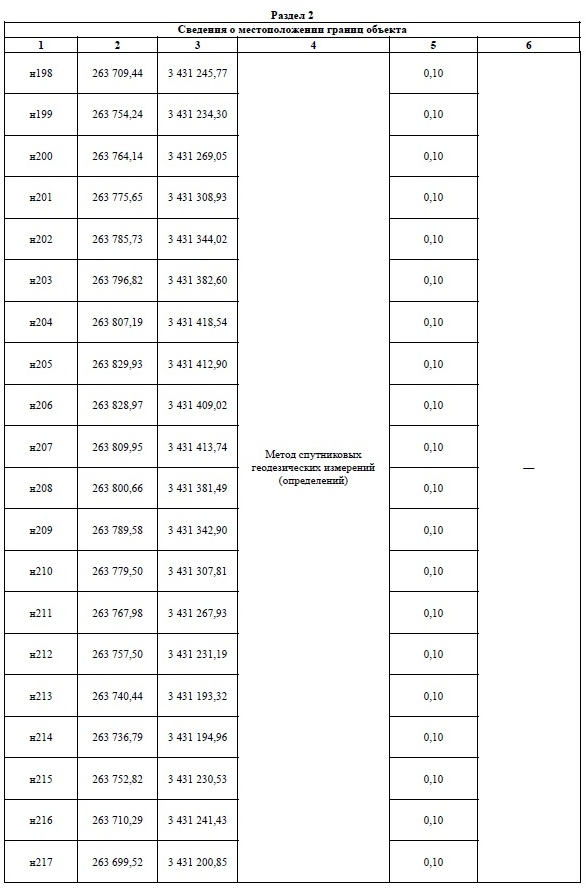 Раздел 2
Сведения о местоположении границ объекта
1 2 3 4 5 6
н198 263 709,44 3 431 245,77 0,10
н199 263 754,24 3 431 234,30 0,10
н200 263 764,14 3 431 269,05 0,10
н201 263 775,65 3 431 308,93 0,10
н202 263 785,73 3 431 344,02 0,10
н203 263 796,82 3 431 382,60 0,10
н204 263 807,19 3 431 418,54 0,10
н205 263 829,93 3 431 412,90 0,10
н206 263 828,97 3 431 409,02 0,10
н207 263 809,95 3 431 413,74 0,10
Метод спутниковых
геодезических измерений
(определений)
—
н208 263 800,66 3 431 381,49 0,10
н209 263 789,58 3 431 342,90 0,10
н210 263 779,50 3 431 307,81 0,10
н211 263 767,98 3 431 267,93 0,10
н212 263 757,50 3 431 231,19 0,10
н213 263 740,44 3 431 193,32 0,10
н214 263 736,79 3 431 194,96 0,10
н215 263 752,82 3 431 230,53 0,10
н216 263 710,29 3 431 241,43 0,10
н217 263 699,52 3 431 200,85 0,10